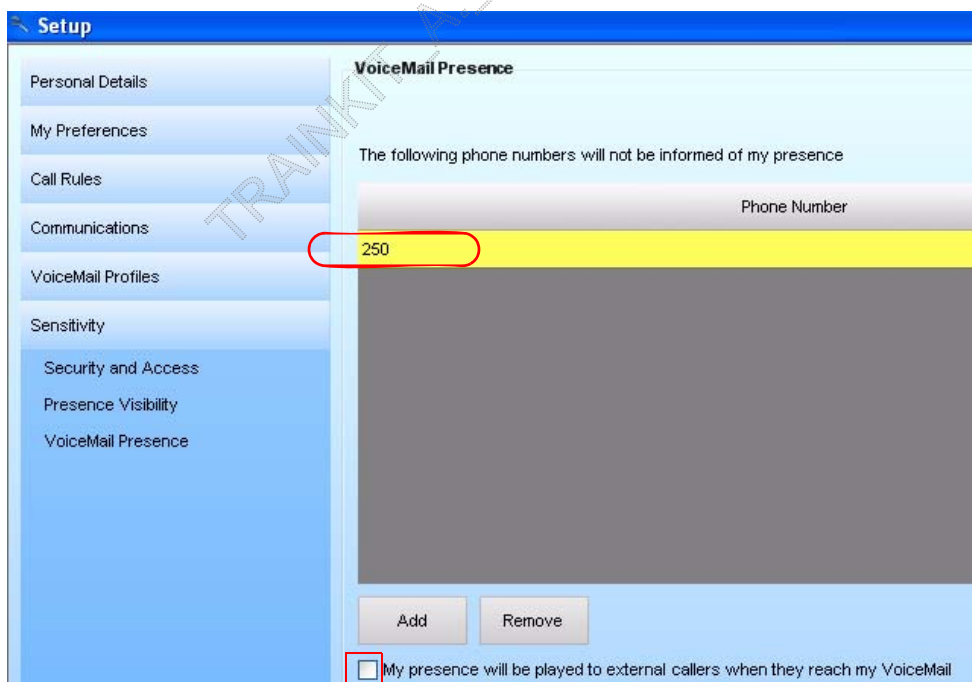 Setup
Personal Details
My Preferences
Call Rules
Communications
VoiceMail Profiles
Sensitivity
Security and Access
Presence Visibility
VoiceMail Presence
VoiceMail Presence
The following phone numbers will not be informed of my presence
Phone Number
250
Add Remove
My presence will be played to external callers when they reach my VoiceMail